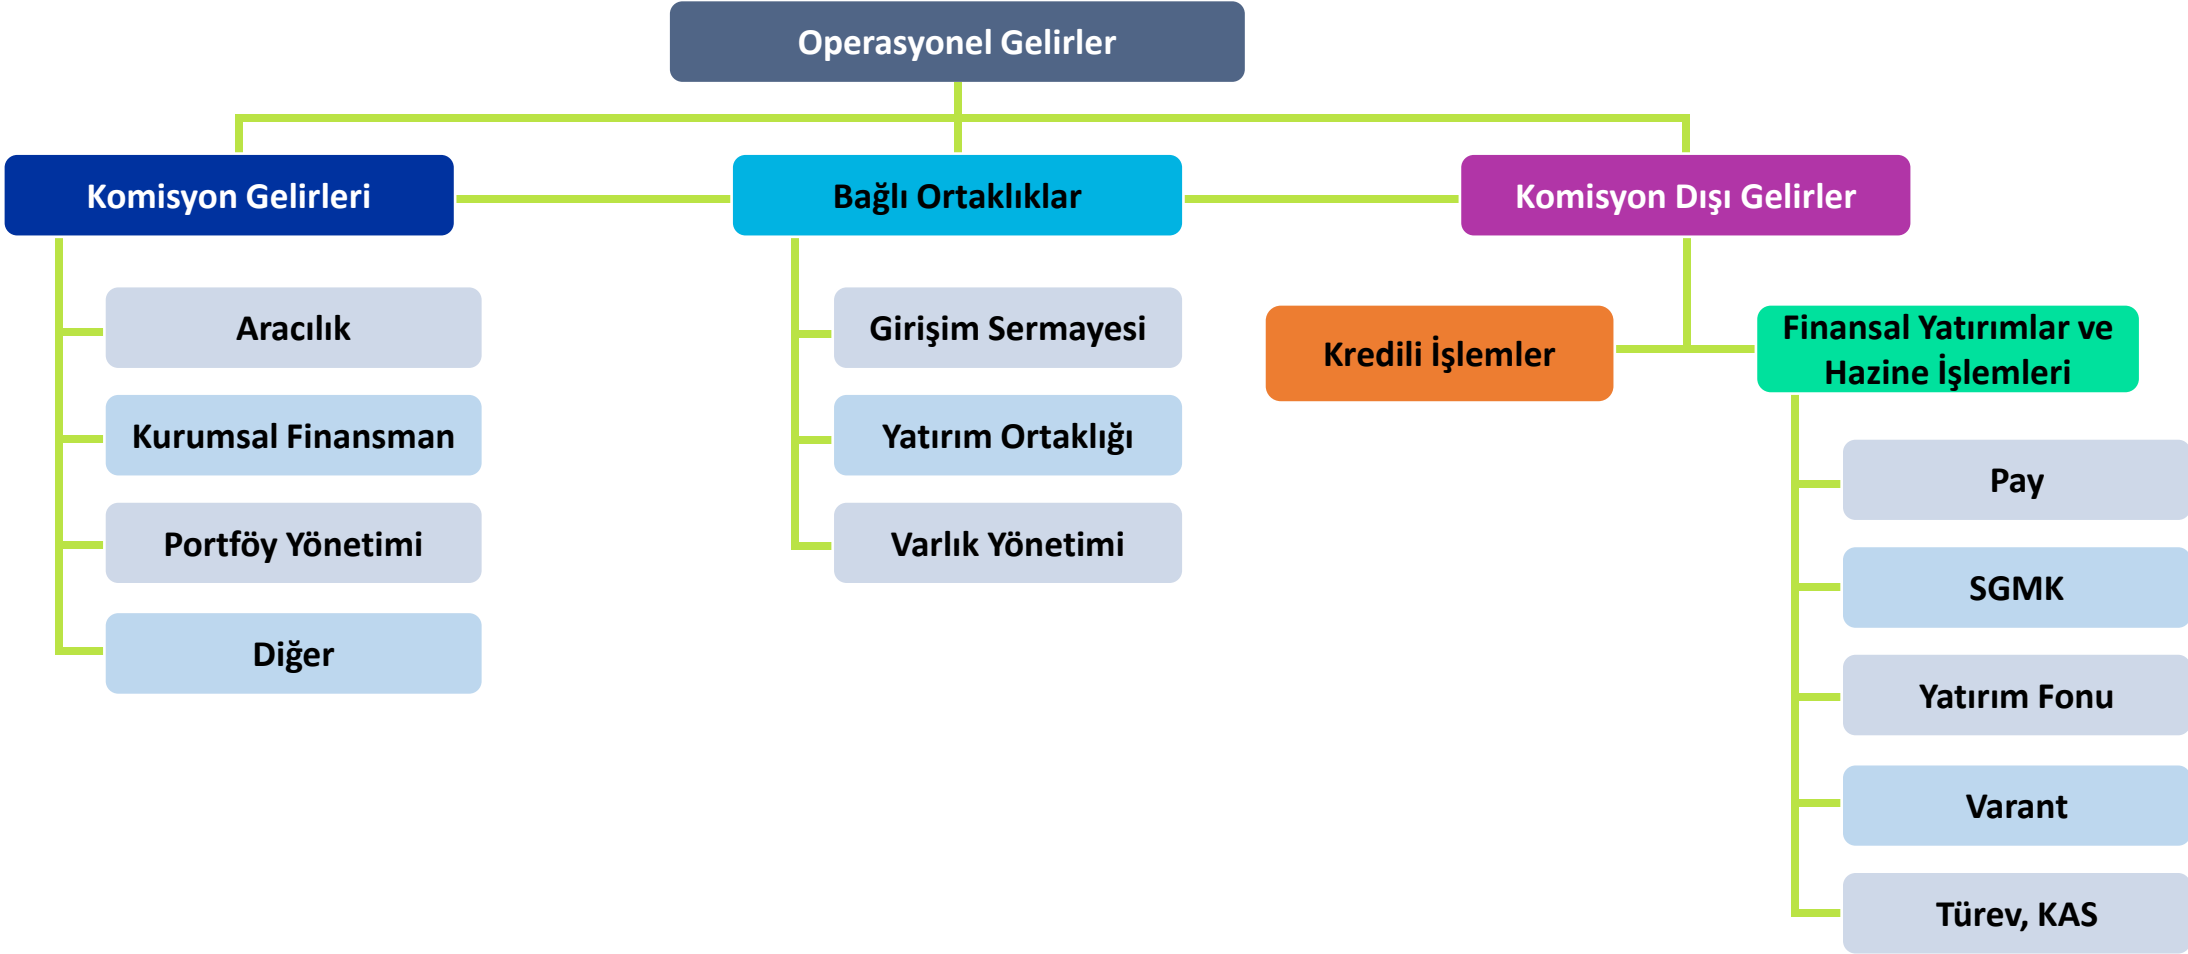 Operasyonel Gelirler
Komisyon Gelirleri
Bağlı Ortaklıklar
Komisyon Dışı Gelirler
Aracılık
Kurumsal Finansman
Portföy Yönetimi
Diğer
Girişim Sermayesi
Yatırım Ortaklığı
Varlık Yönetimi
Kredili İşlemler
Finansal Yatırımlar ve
Hazine İşlemleri
Pay
SGMK
Yatırım Fonu
Varant
Türev, KAS